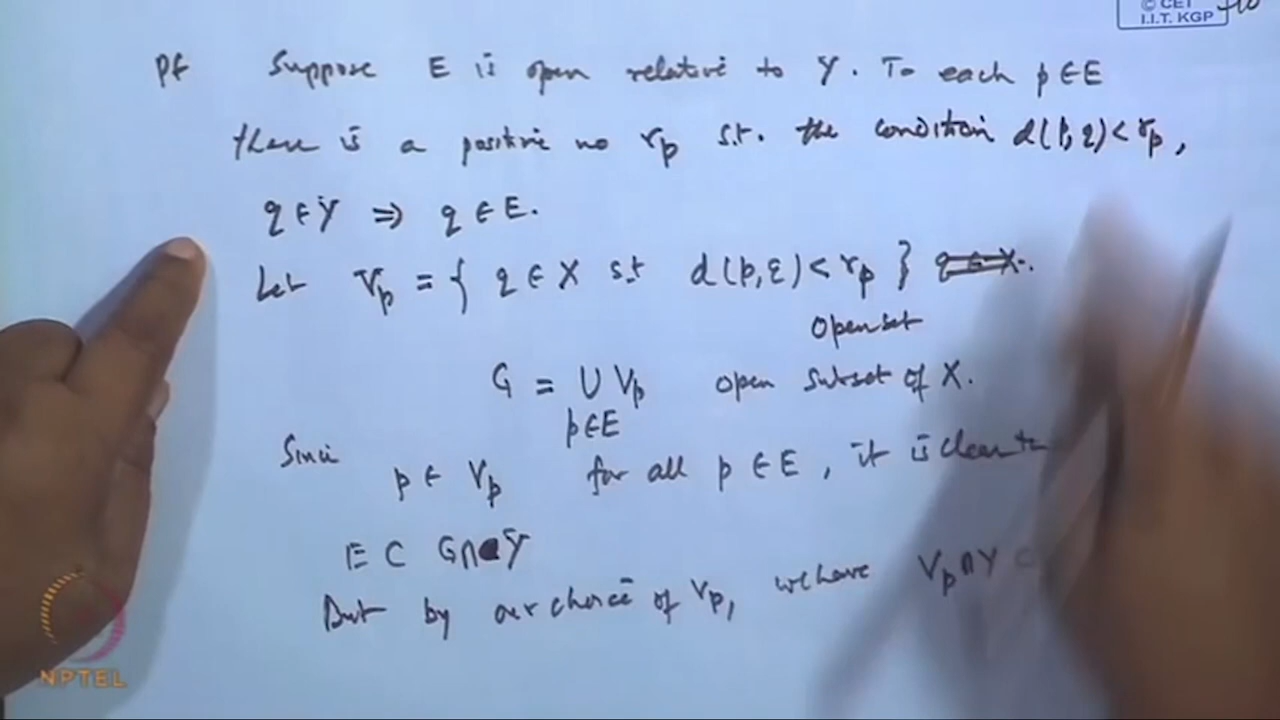 © CET
I.I.T. KGP
Pf Suppose E is open relative to Y. To each p ∈ E
there is a positive no r_p s.t. the condition d(p,q) < r_p,
q ∈ Y ⇒ q ∈ E.
Let V_p = { q ∈ X s.t d(p,q) < r_p }
Open set
G = ∪ V_p open subset of X.
p ∈ E
Since p ∈ V_p for all p ∈ E, it is clear
E ⊂ G ∩ Y
But by our choice of V_p, we have V_p ∩ Y ⊂
NPTEL